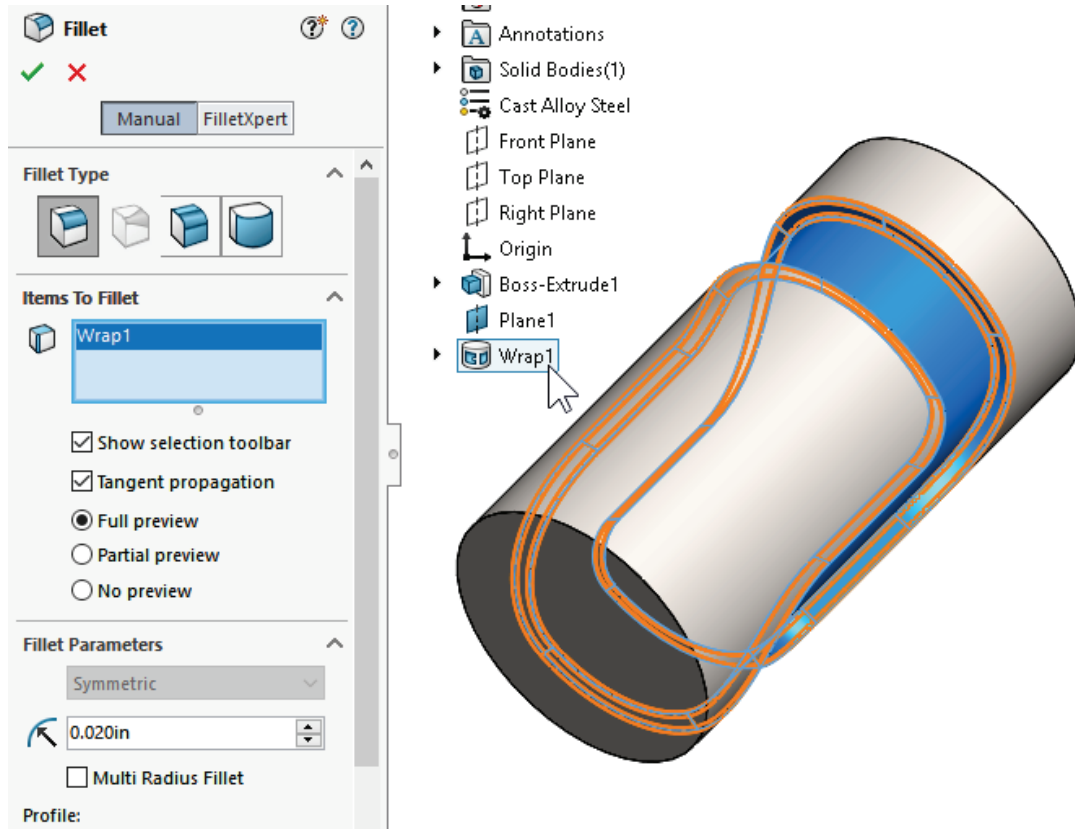 Fillet
Manual
FilletXpert
Fillet Type
Items To Fillet
Wrap1
Show selection toolbar
Tangent propagation
Full preview
Partial preview
No preview
Fillet Parameters
Symmetric
0.020in
Multi Radius Fillet
Profile:
A Annotations
Solid Bodies(1)
Cast Alloy Steel
Front Plane
Top Plane
Right Plane
Origin
Boss-Extrude1
Plane1
Wrap1